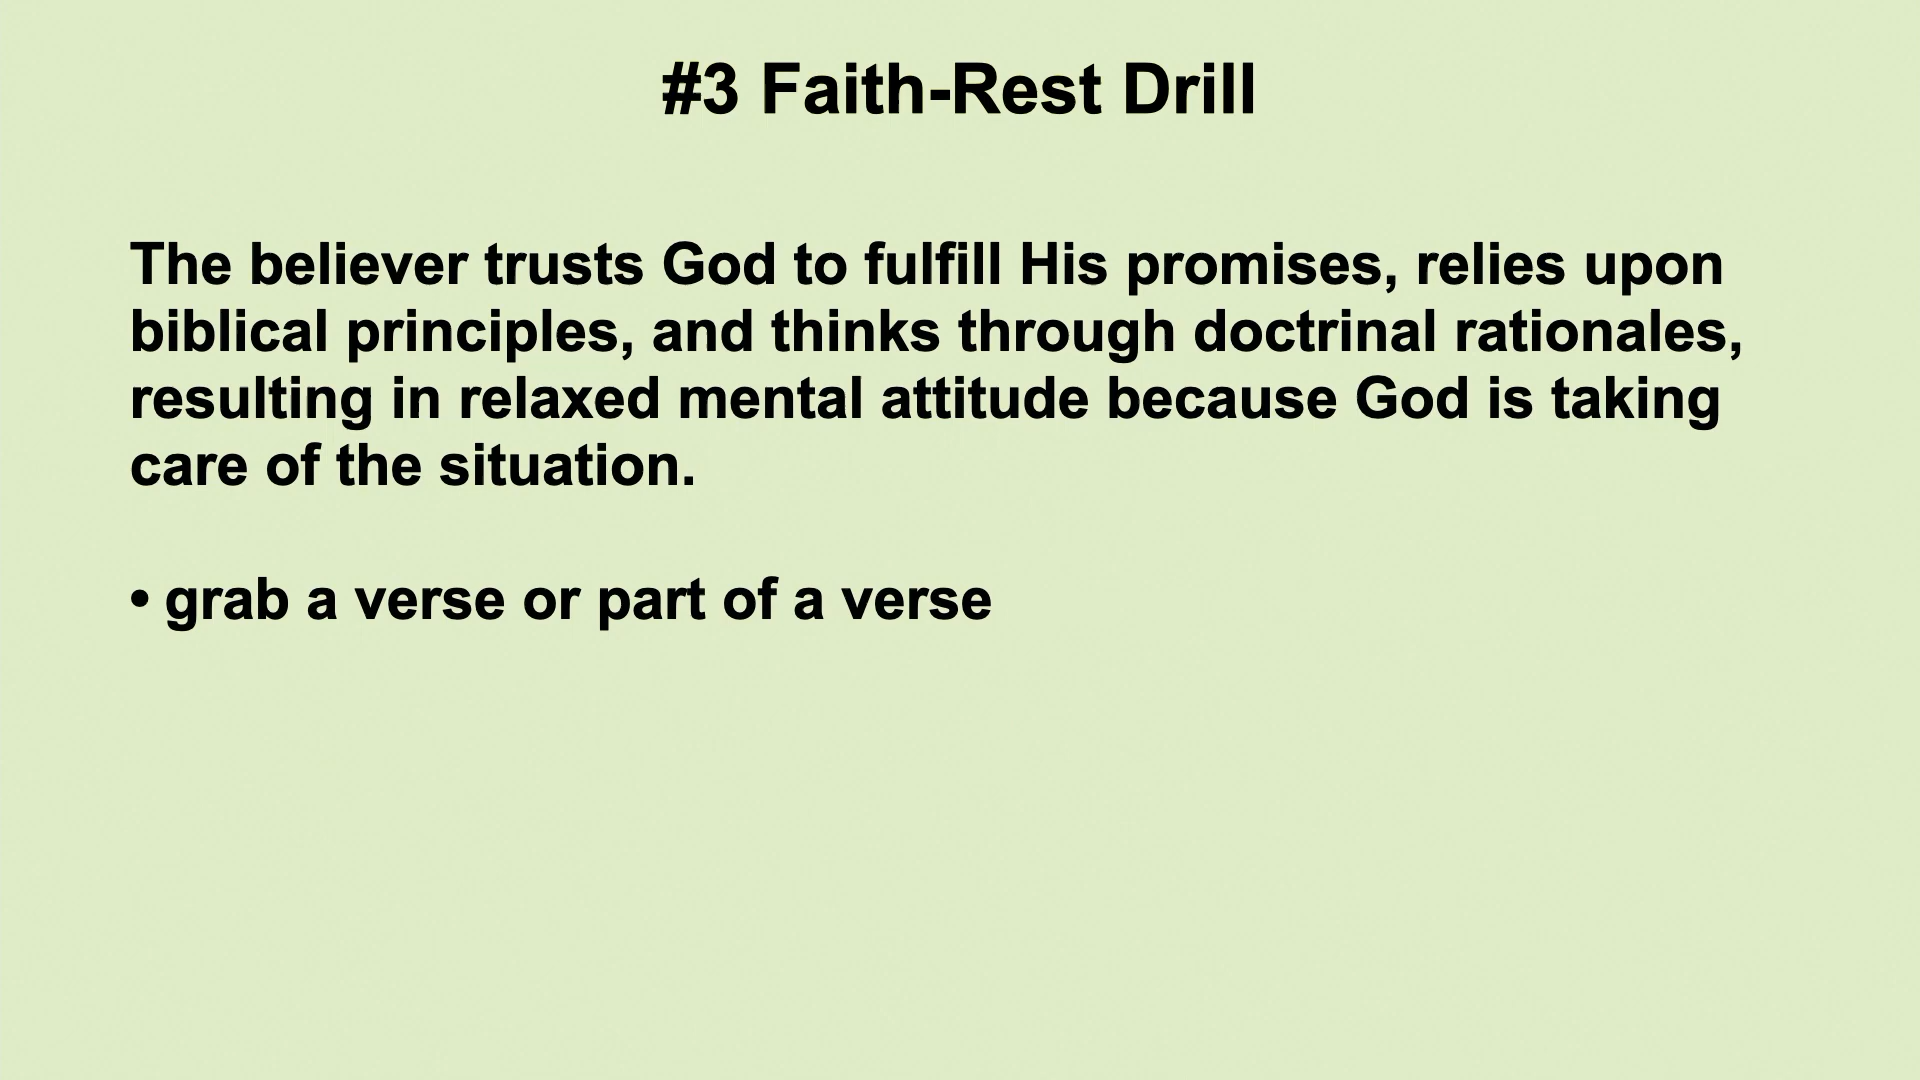 #3 Faith-Rest Drill
The believer trusts God to fulfill His promises, relies upon
biblical principles, and thinks through doctrinal rationales,
resulting in relaxed mental attitude because God is taking
care of the situation.
• grab a verse or part of a verse